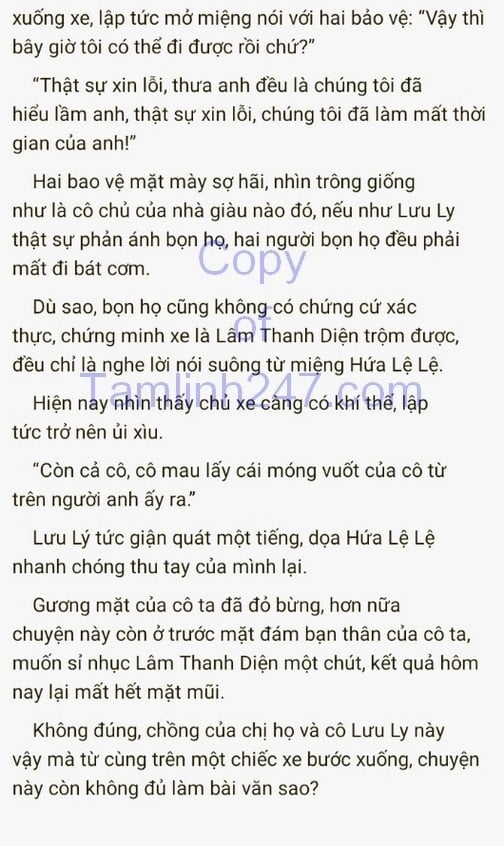 xuống xe, lập tức mở miệng nói với hai bảo vệ: “Vậy thì
bây giờ tôi có thể đi được rồi chứ?”
“Thật sự xin lỗi, thưa anh đều là chúng tôi đã
hiểu lầm anh, thật sự xin lỗi, chúng tôi đã làm mất thời
gian của anh!”
Hai bao vệ mặt mày sợ hãi, nhìn trông giống
như là cô chủ của nhà giàu nào đó, nếu như Lưu Ly
thật sự phản ánh bọn họ, hai người bọn họ đều phải
mất đi bát cơm.
Copy
Dù sao, bọn họ cũng không có chứng cứ xác
of
thực, chứng minh xe là Lâm Thanh Diện trộm được,
đều chỉ là nghe lời nói suông từ miệng Hứa Lệ Lệ.
Tamlinh247.com
Hiện nay nhìn thấy chủ xe càng có khí thế, lập
tức trở nên ủi xìu.
“Còn cả cô, cô mau lấy cái móng vuốt của cô từ
trên người anh ấy ra.”
Lưu Lý tức giận quát một tiếng, dọa Hứa Lệ Lệ
nhanh chóng thu tay của mình lại.
Gương mặt của cô ta đã đỏ bừng, hơn nữa
chuyện này còn ở trước mặt đám bạn thân của cô ta,
muốn sỉ nhục Lâm Thanh Diện một chút, kết quả hôm
nay lại mất hết mặt mũi.
Không đúng, chồng của chị họ và cô Lưu Ly này
vậy mà từ cùng trên một chiếc xe bước xuống, chuyện
này còn không đủ làm bài văn sao?